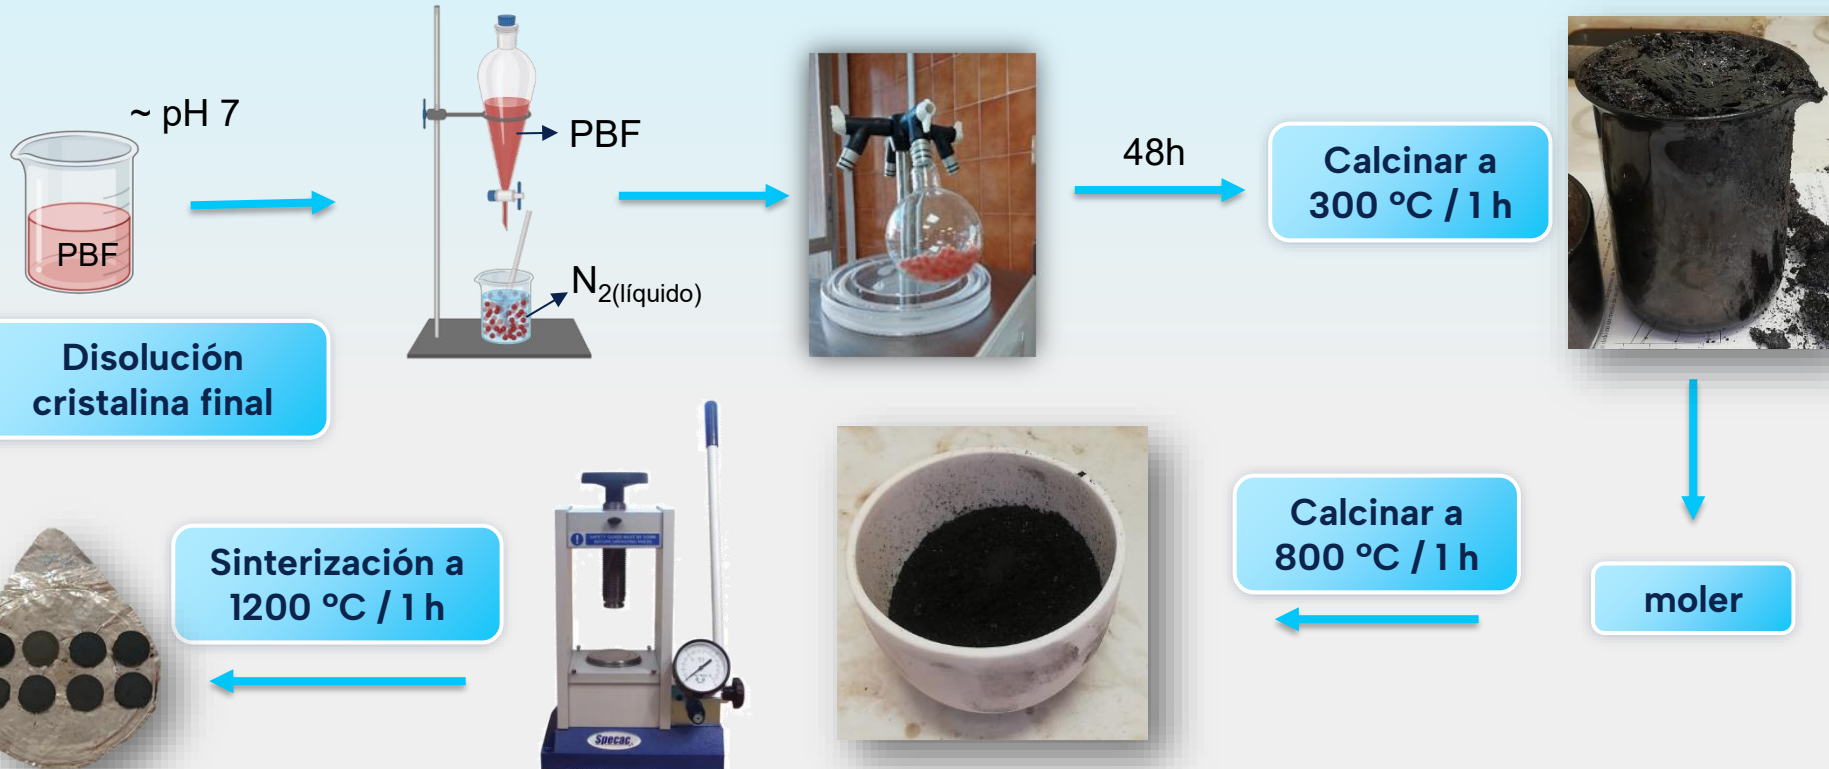 ~ pH 7
PBF
Disolución
cristalina final
PBF
N2(líquido)
48h
Calcinar a
300 ºC / 1 h
moler
Calcinar a
800 ºC / 1 h
Specac
Sinterización a
1200 ºC / 1 h